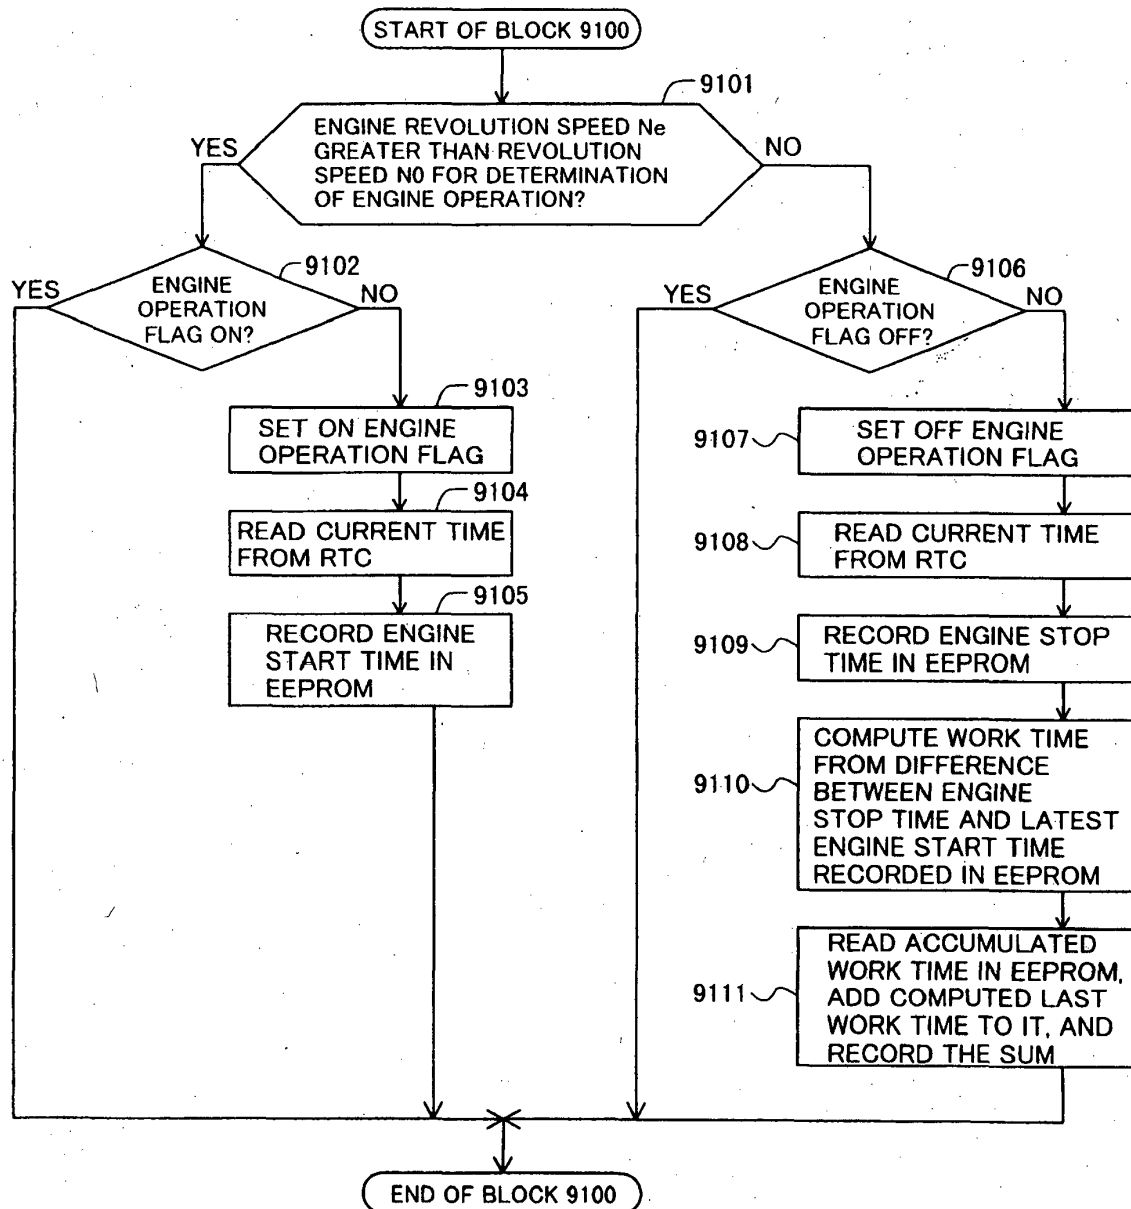 START OF BLOCK 9100
9101
ENGINE REVOLUTION SPEED Ne
GREATER THAN REVOLUTION
SPEED N0 FOR DETERMINATION
OF ENGINE OPERATION?
YES
NO
9102
ENGINE
OPERATION
FLAG ON?
YES
NO
9103
SET ON ENGINE
OPERATION FLAG
9104
READ CURRENT TIME
FROM RTC
9105
RECORD ENGINE
START TIME IN
EEPROM
9106
ENGINE
OPERATION
FLAG OFF?
YES
NO
9107
SET OFF ENGINE
OPERATION FLAG
9108
READ CURRENT TIME
FROM RTC
9109
RECORD ENGINE STOP
TIME IN EEPROM
9110
COMPUTE WORK TIME
FROM DIFFERENCE
BETWEEN ENGINE
STOP TIME AND LATEST
ENGINE START TIME
RECORDED IN EEPROM
9111
READ ACCUMULATED
WORK TIME IN EEPROM,
ADD COMPUTED LAST
WORK TIME TO IT, AND
RECORD THE SUM
END OF BLOCK 9100